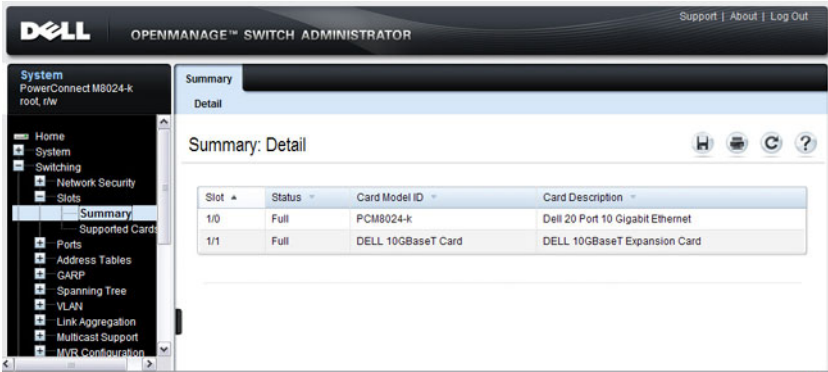 Support | About | Log Out
DELL
OPENMANAGE™ SWITCH ADMINISTRATOR
System
PowerConnect M8024-k
root, r/w
Home
System
Switching
Network Security
Slots
Summary
Supported Cards
Ports
Address Tables
GARP
Spanning Tree
VLAN
Link Aggregation
Multicast Support
MVR Configuration
Summary
Detail
Summary: Detail
Slot Status Card Model ID Card Description
1/0 Full PCM8024-k Dell 20 Port 10 Gigabit Ethernet
1/1 Full DELL 10GBaseT Card DELL 10GBaseT Expansion Card